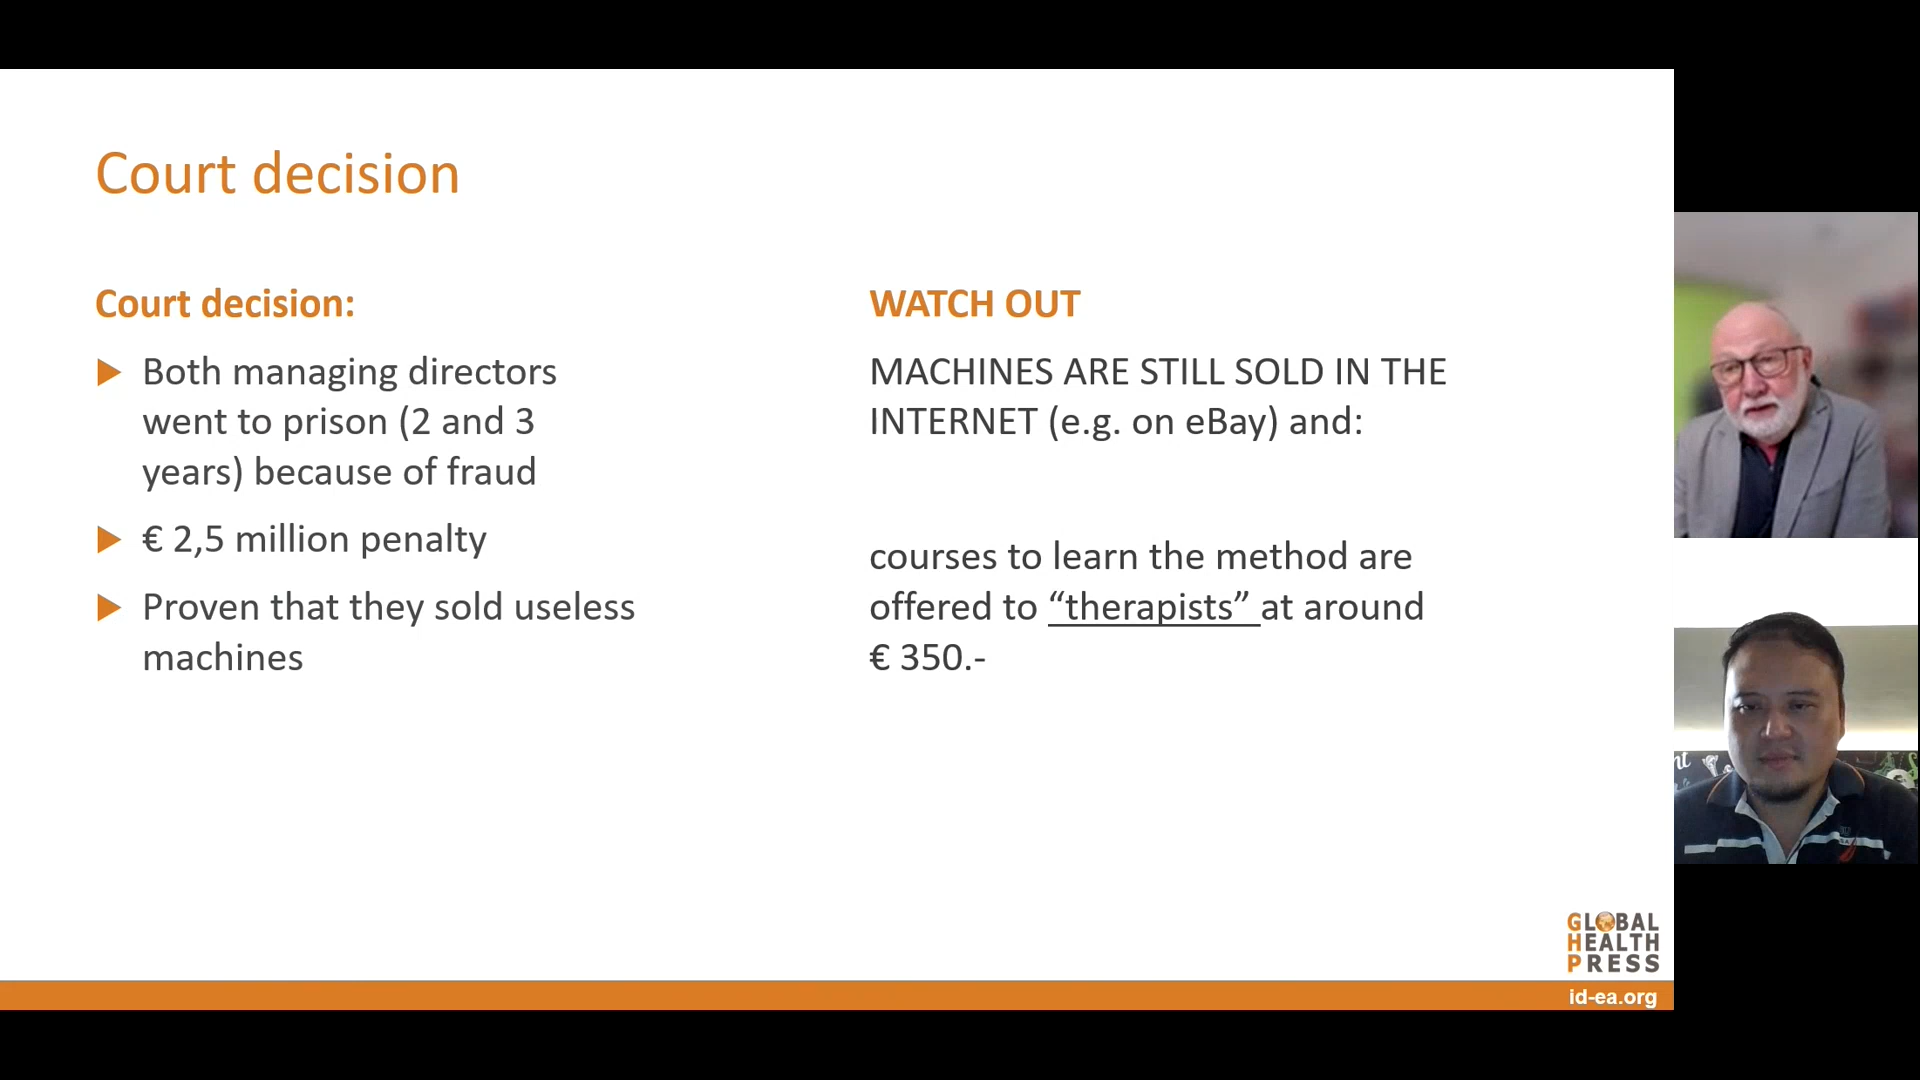 Court decision
Court decision:
Both managing directors
went to prison (2 and 3
years) because of fraud
€ 2,5 million penalty
Proven that they sold useless
machines
WATCH OUT
MACHINES ARE STILL SOLD IN THE
INTERNET (e.g. on eBay) and:
courses to learn the method are
offered to “therapists” at around
€ 350.-
GLOBAL
HEALTH
PRESS
id-ea.org